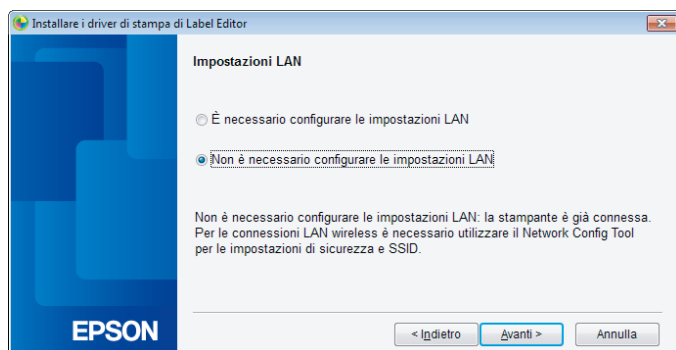 Installare i driver di stampa di Label Editor
Impostazioni LAN
È necessario configurare le impostazioni LAN
Non è necessario configurare le impostazioni LAN
Non è necessario configurare le impostazioni LAN: la stampante è già connessa.
Per le connessioni LAN wireless è necessario utilizzare il Network Config Tool
per le impostazioni di sicurezza e SSID.
EPSON
< Indietro
Avanti >
Annulla